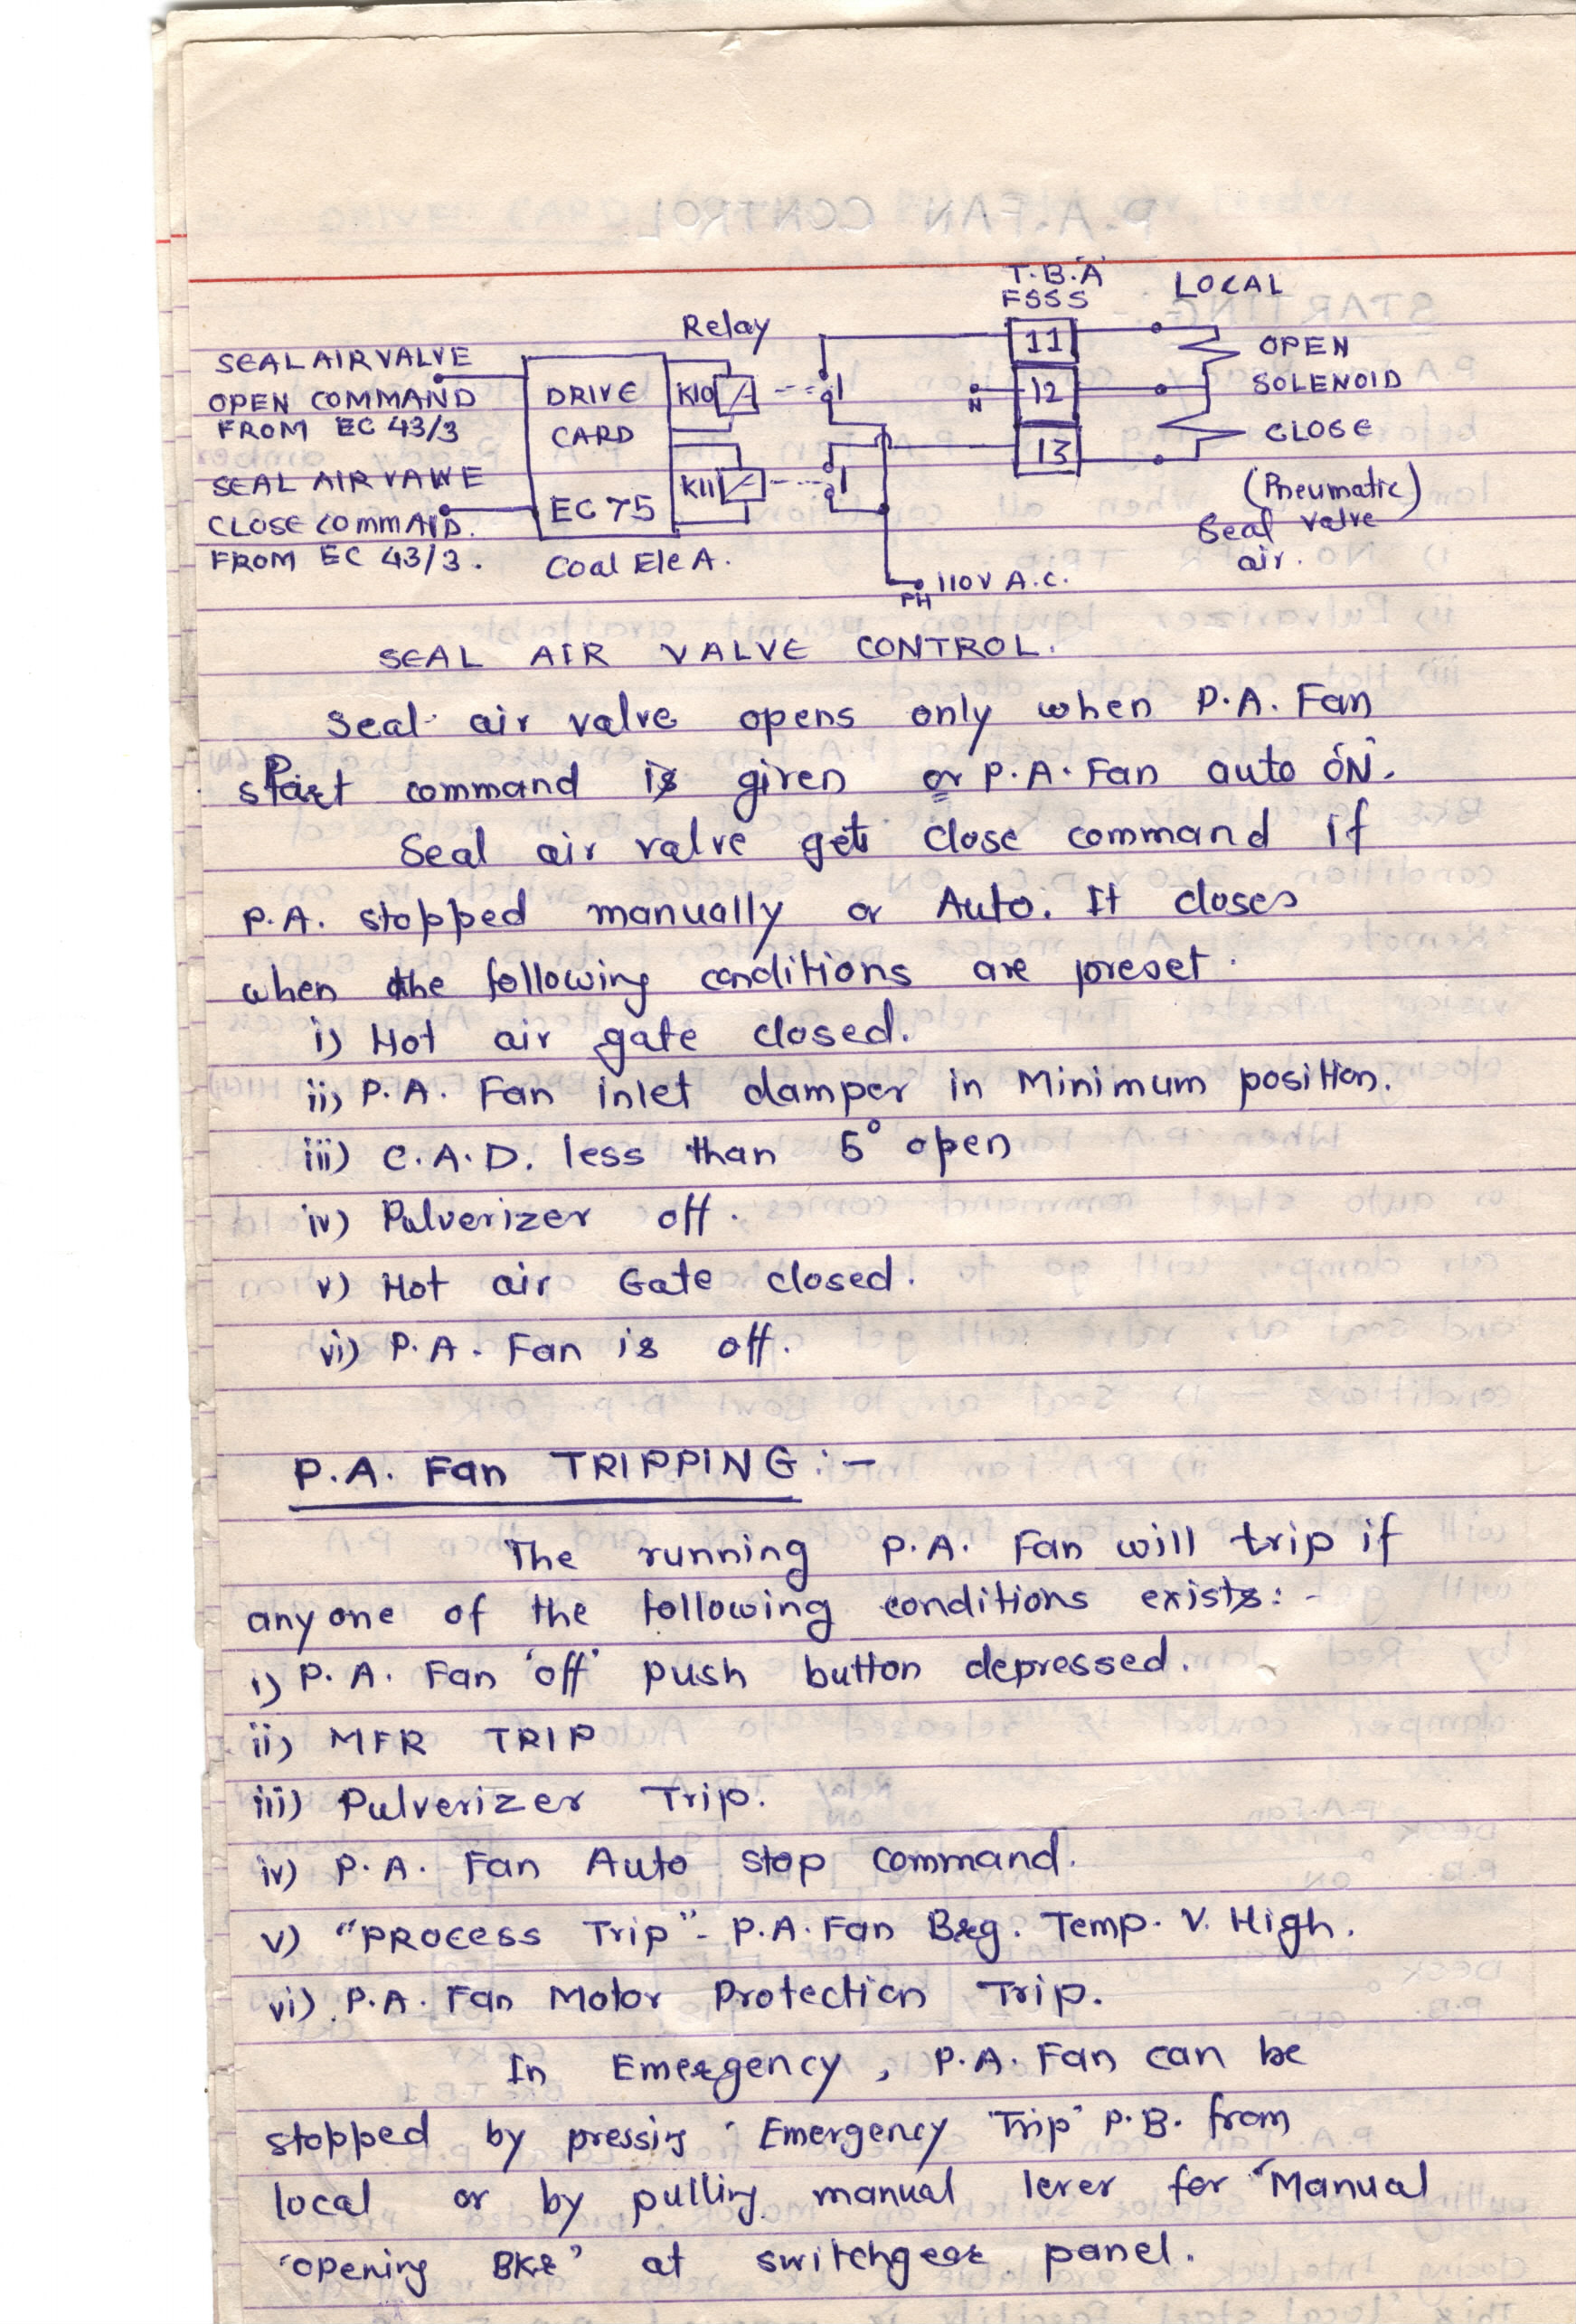 T.B.'A'
FSSS
LOCAL
Relay
11
OPEN
SEAL AIR VALVE
OPEN COMMAND
FROM EC 43/3
DRIVE
CARD
K10
N
12
SOLENOID
13
CLOSE
SEAL AIR VALVE
CLOSE COMMAND.
FROM EC 43/3.
EC 75
K11
(Pneumatic)
Seal Valve
air.
Coal Ele A.
PH 110V A.C.
SEAL AIR VALVE CONTROL.
Seal air valve opens only when P.A. Fan
start command is given or P.A. Fan auto 'ON'.
Seal air valve gets close command if
P.A. stopped manually or Auto. It closes
when the following conditions are preset.
i) Hot air gate closed.
ii) P.A. Fan inlet damper in Minimum position.
iii) C.A.D. less than 5° open
iv) Pulverizer off.
v) Hot air Gate closed.
vi) P.A. Fan is off.
P.A. Fan TRIPPING :-
The running P.A. Fan will trip if
any one of the following conditions exists:-
i) P.A. Fan 'off' push button depressed.
ii) MFR TRIP
iii) Pulverizer Trip.
iv) P.A. Fan Auto stop command.
v) "PROCESS Trip" - P.A. Fan Brg. Temp. V. High.
vi) P.A. Fan Motor Protection Trip.
In Emergency, P.A. Fan can be
stopped by pressing 'Emergency Trip' P.B. from
local or by pulling manual lever for 'Manual
'opening BKR' at switchgear panel.